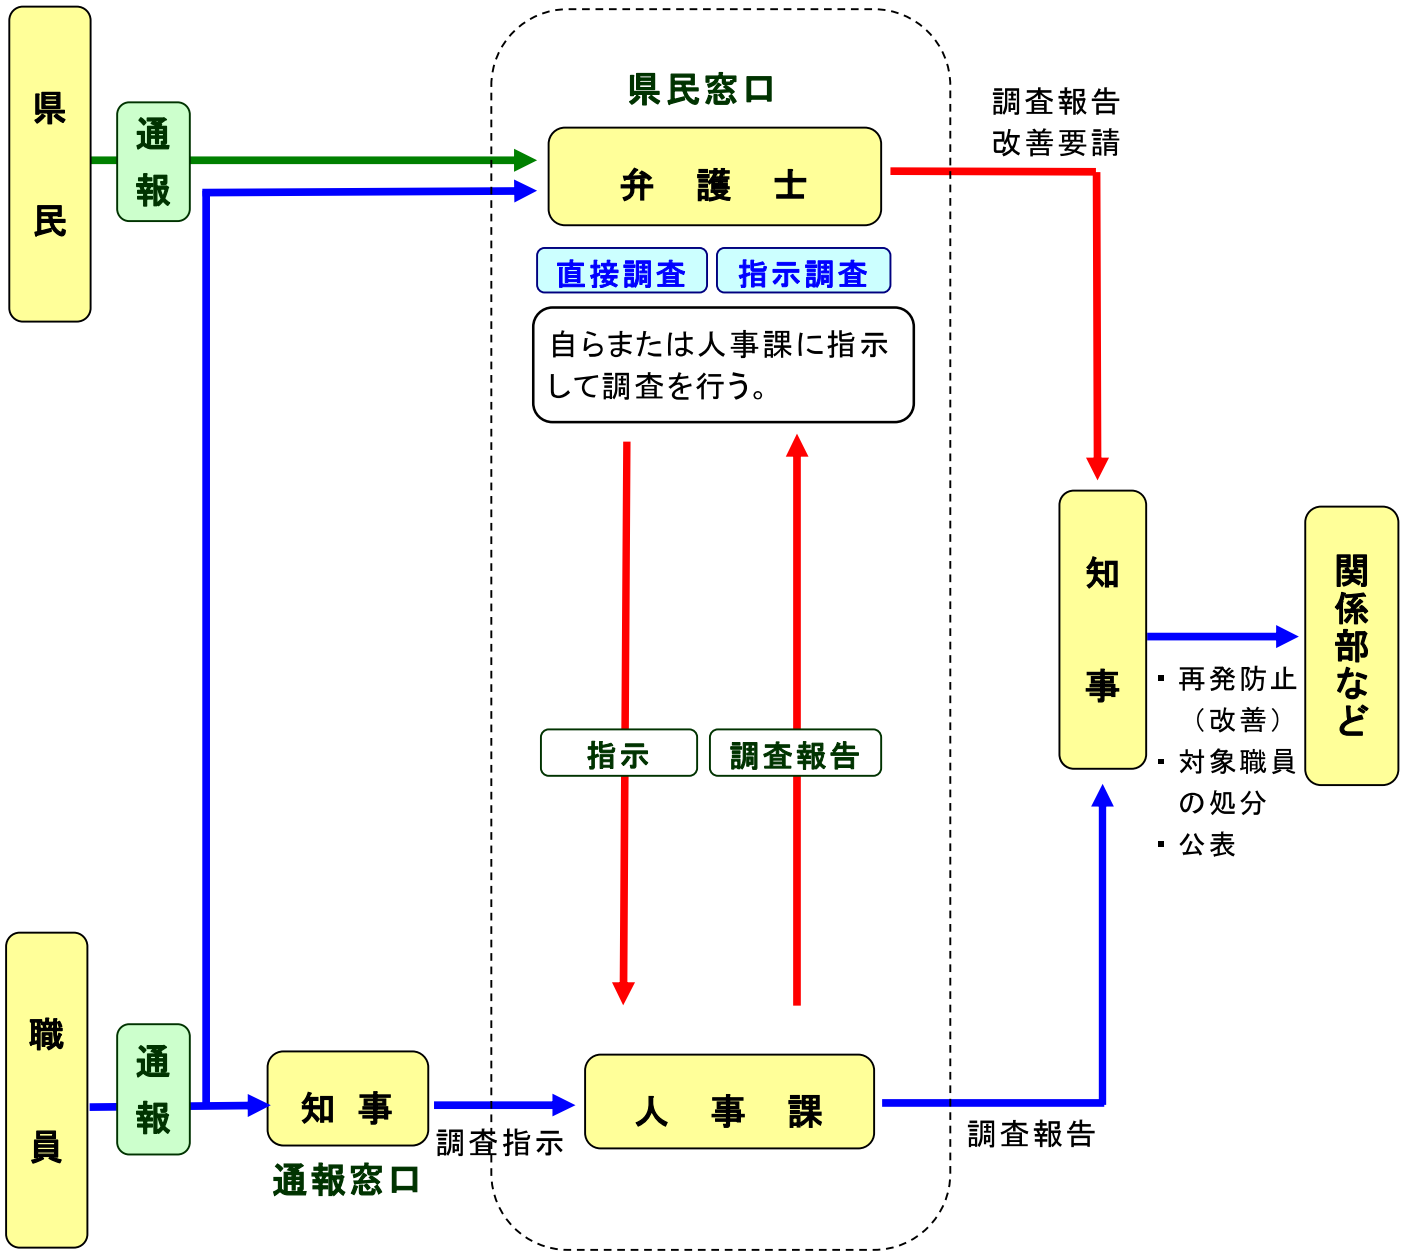 県民
通報
県民窓口
弁護士
直接調査
指示調査
自らまたは人事課に指示
して調査を行う。
調査報告
改善要請
指示
調査報告
知事
関係部など
▪ 再発防止
（改善）
▪ 対象職員
の処分
▪ 公表
職員
通報
知事
通報窓口
調査指示
人事課
調査報告